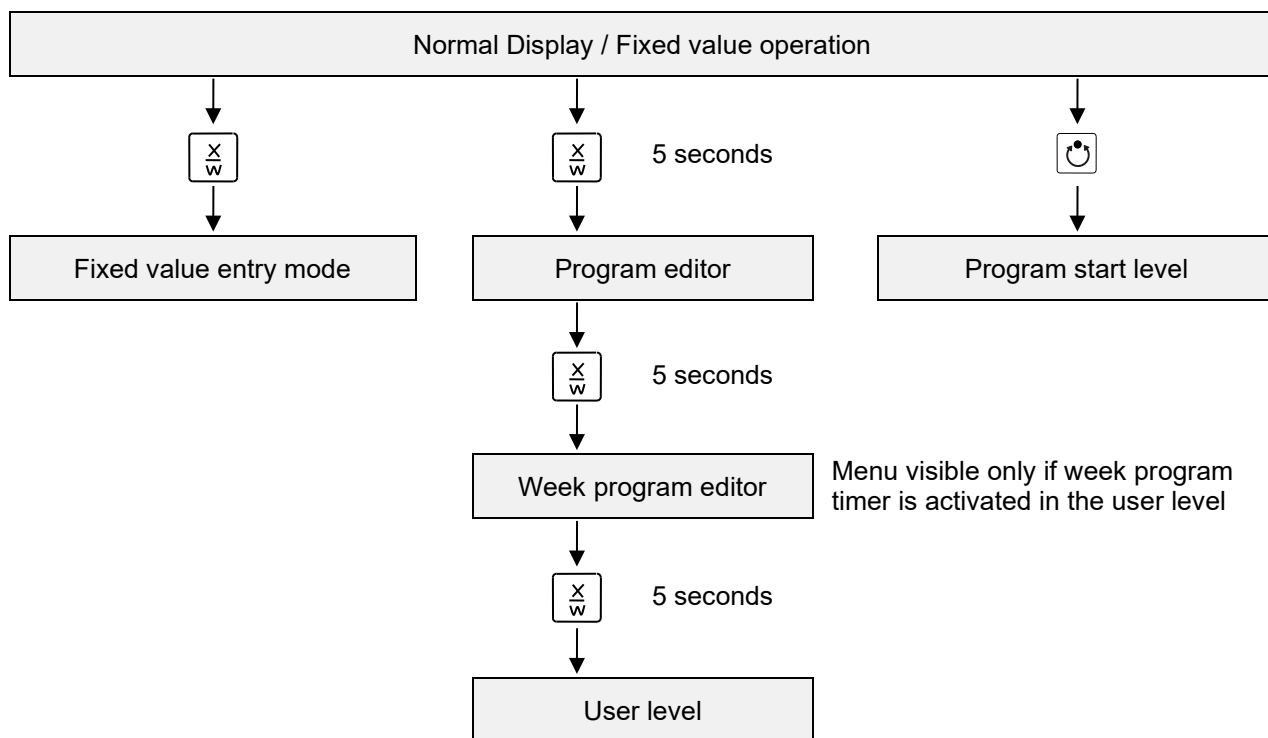 Normal Display / Fixed value operation
X
W
X
W
5 seconds
Fixed value entry mode
Program editor
Program start level
X
W
5 seconds
Week program editor
Menu visible only if week program
timer is activated in the user level
X
W
5 seconds
User level